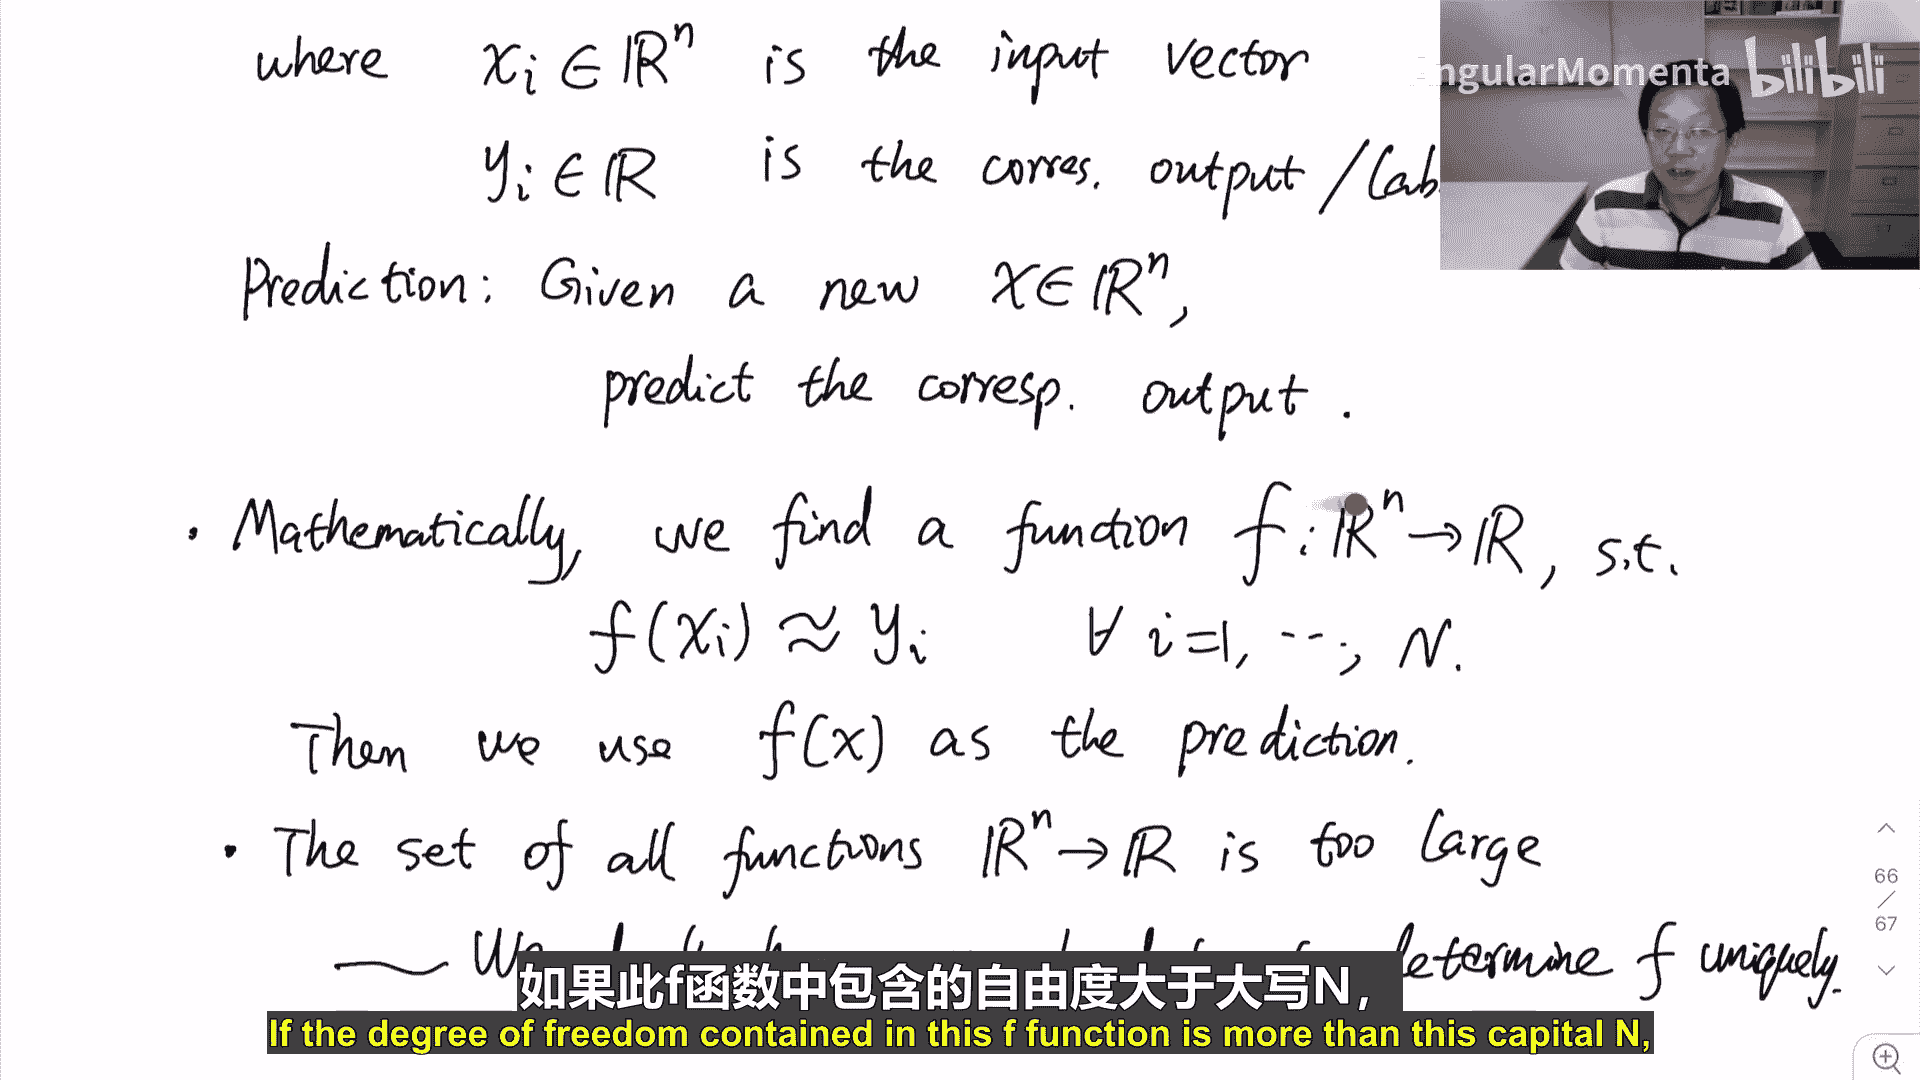 where xᵢ ∈ ℝⁿ is the input vector
ngularMomenta bilibili
yᵢ ∈ ℝ is the corres. output / Lab
Prediction: Given a new x ∈ ℝⁿ,
predict the corresp. output.
• Mathematically, we find a function f: ℝⁿ → ℝ, s.t.
f(xᵢ) ≈ yᵢ ∀ i=1, ..., N.
Then we use f(x) as the prediction.
• The set of all functions ℝⁿ → ℝ is too large
66
/
67
— We determine f uniquely.
如果此f函数中包含的自由度大于大写N，
If the degree of freedom contained in this f function is more than this capital N,